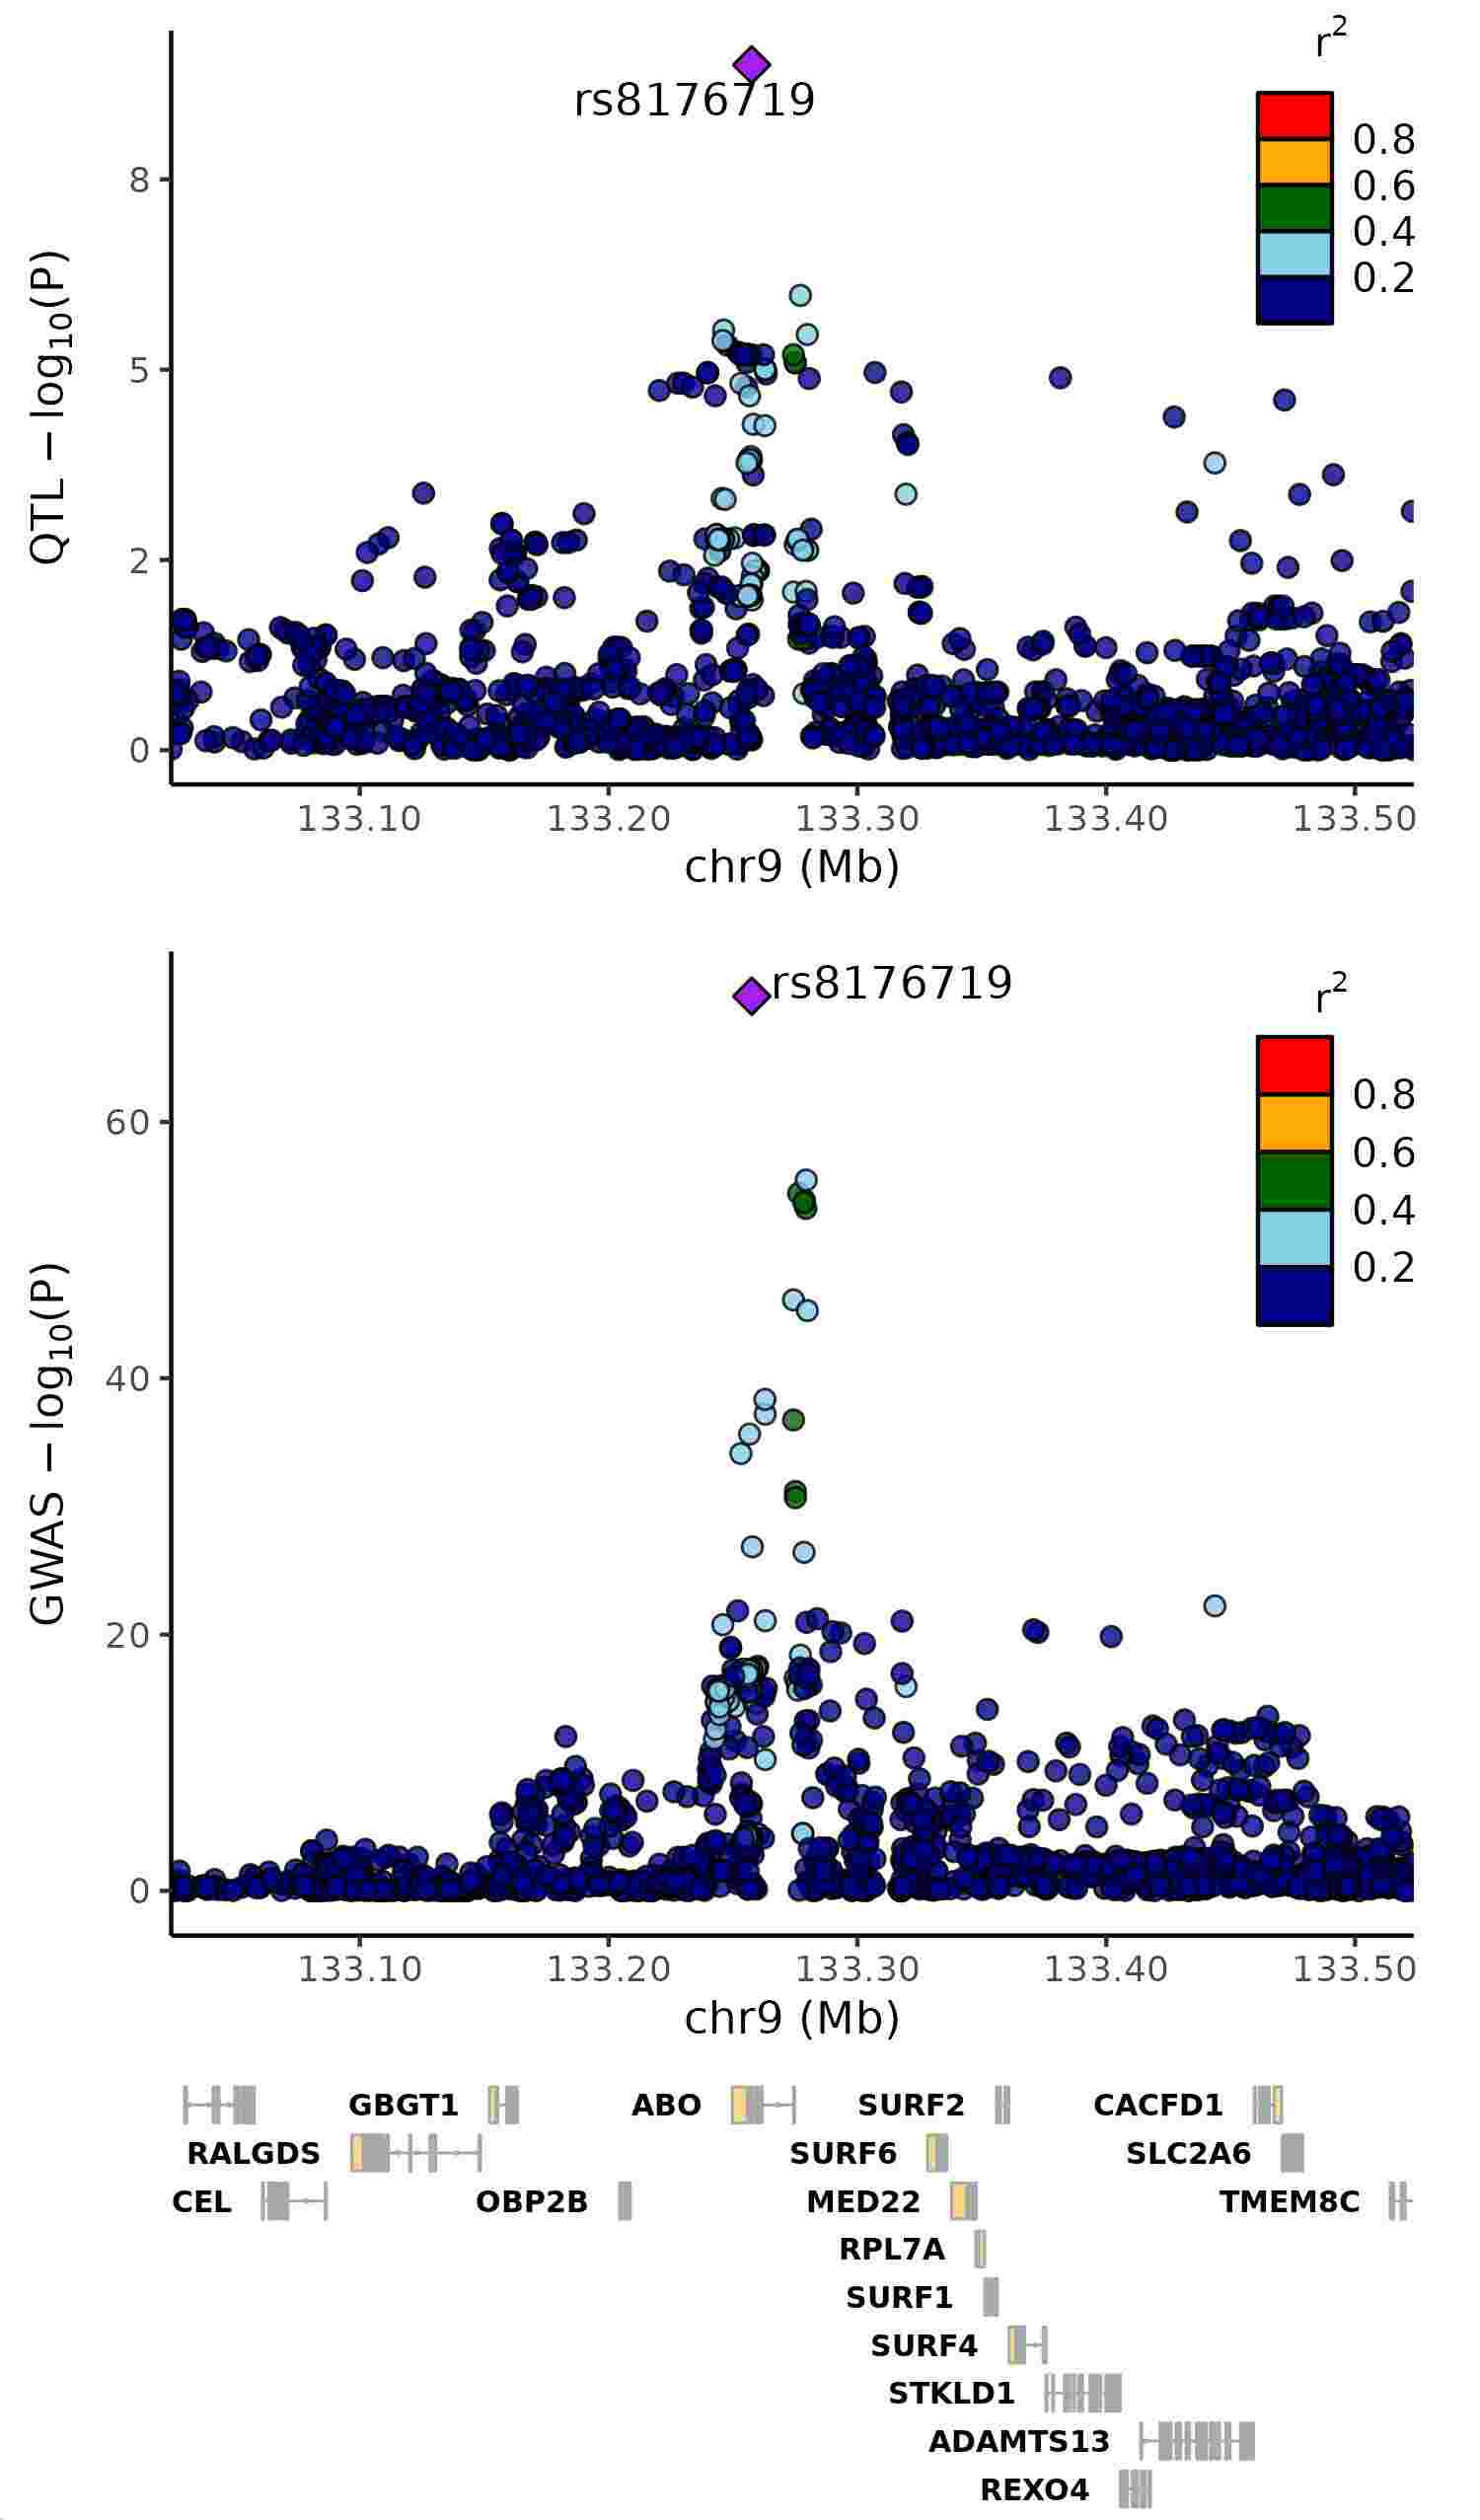 r2
rs8176719
0.8
0.6
0.4
0.2
8
5
2
0
QTL −log10(P)
133.10 133.20 133.30 133.40 133.50
chr9 (Mb)
rs8176719
r2
0.8
0.6
0.4
0.2
60
40
20
0
GWAS −log10(P)
133.10 133.20 133.30 133.40 133.50
chr9 (Mb)
GBGT1 ABO SURF2 CACFD1
RALGDS SURF6 SLC2A6
CEL OBP2B MED22 TMEM8C
RPL7A
SURF1
SURF4
STKLD1
ADAMTS13
REXO4